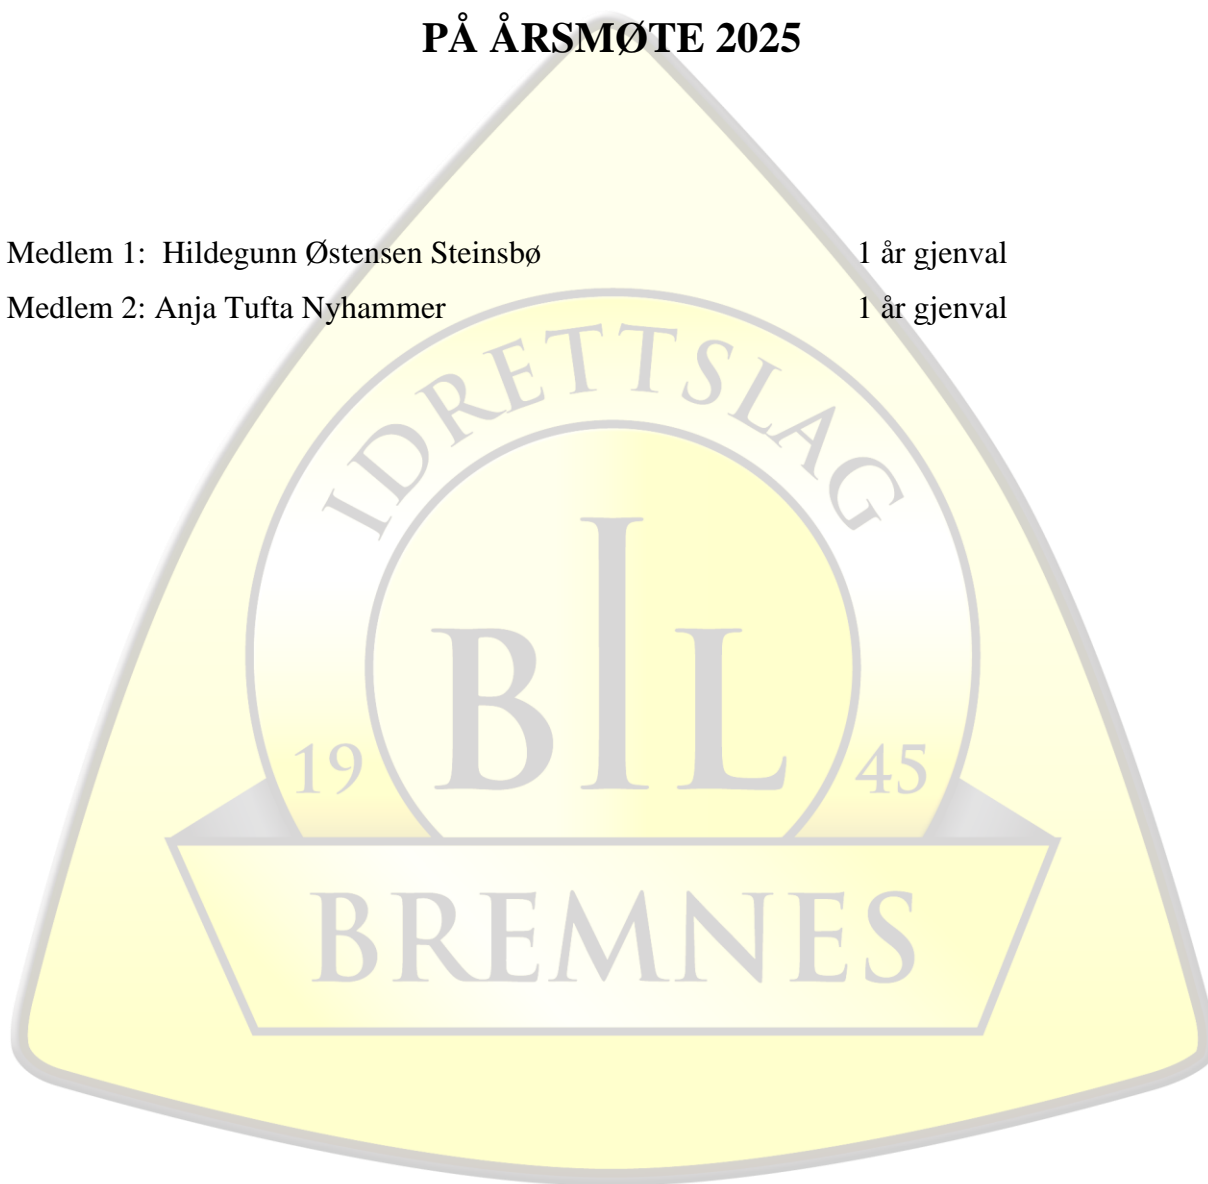 PÅ ÅRSMØTE 2025
Medlem 1: Hildegunn Østensen Steinsbø 1 år gjenval
Medlem 2: Anja Tufta Nyhammer 1 år gjenval
IDRETTSLAG
BIL
19 45
BREMNES